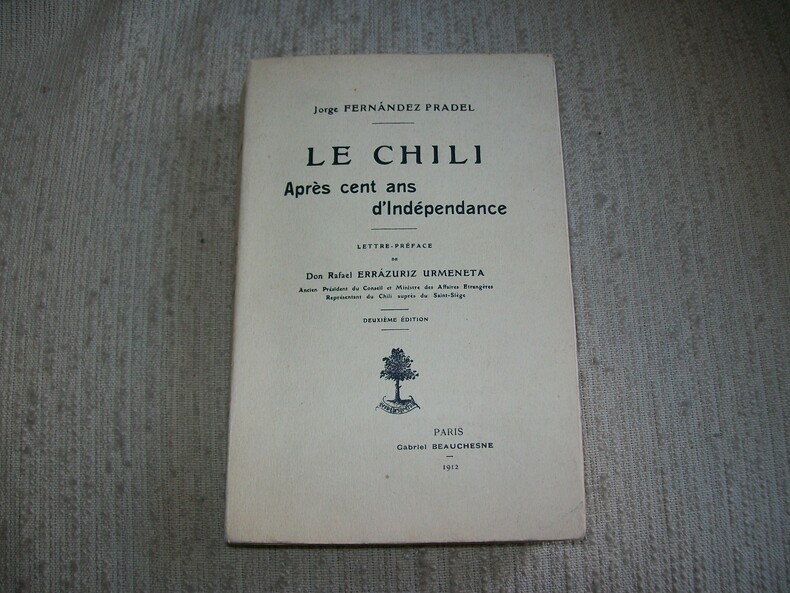 Jorge FERNÁNDEZ PRADEL
LE CHILI
Après cent ans
d'Indépendance
LETTRE-PRÉFACE
DE
Don Rafael ERRÁZURIZ URMENETA
Ancien Président du Conseil et Ministre des Affaires Etrangères
Représentant du Chili auprès du Saint-Siège
DEUXIÈME ÉDITION
PARIS
Gabriel BEAUCHESNE
1912